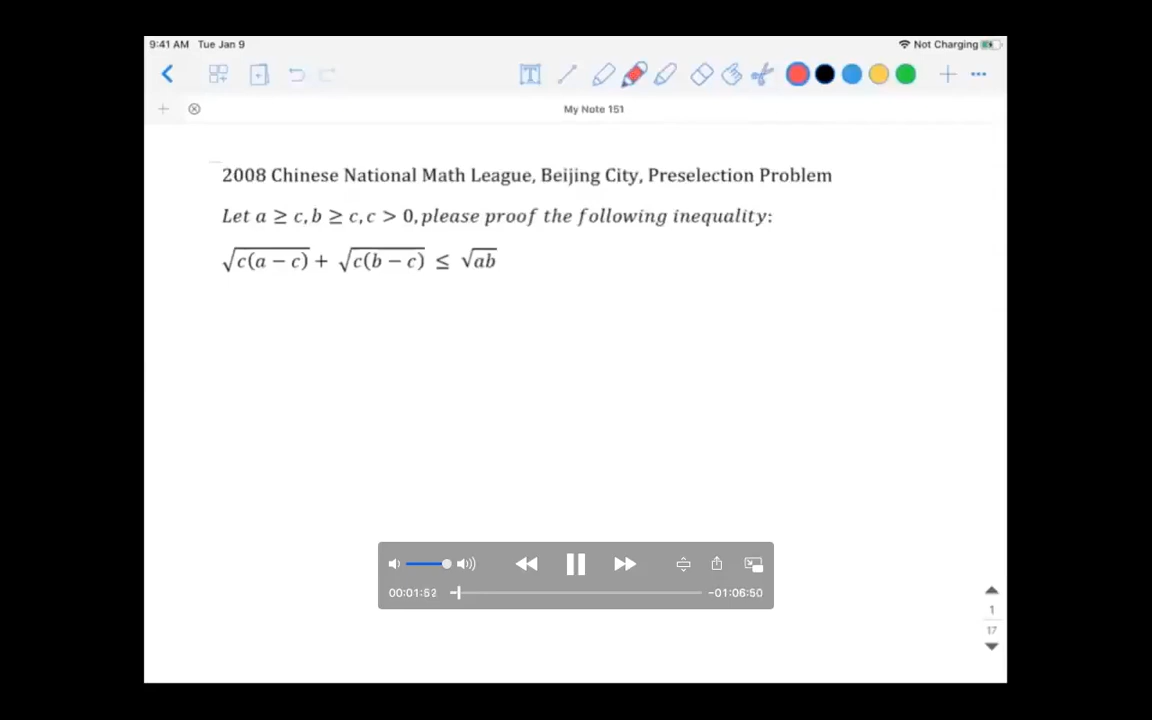 9:41 AM Tue Jan 9 Not Charging
T
My Note 151
2008 Chinese National Math League, Beijing City, Preselection Problem
Let a ≥ c, b ≥ c, c > 0, please proof the following inequality:
√c(a − c) + √c(b − c) ≤ √ab
00:01:52 −01:06:50
1
17